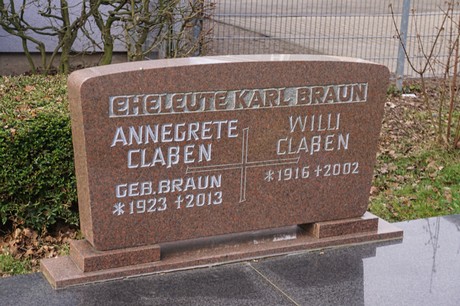 EHELEUTE KARL BRAUN
ANNEGRETE
CLAßEN
GEB. BRAUN
* 1923 † 2013
WILLI
CLAßEN
* 1916 † 2002